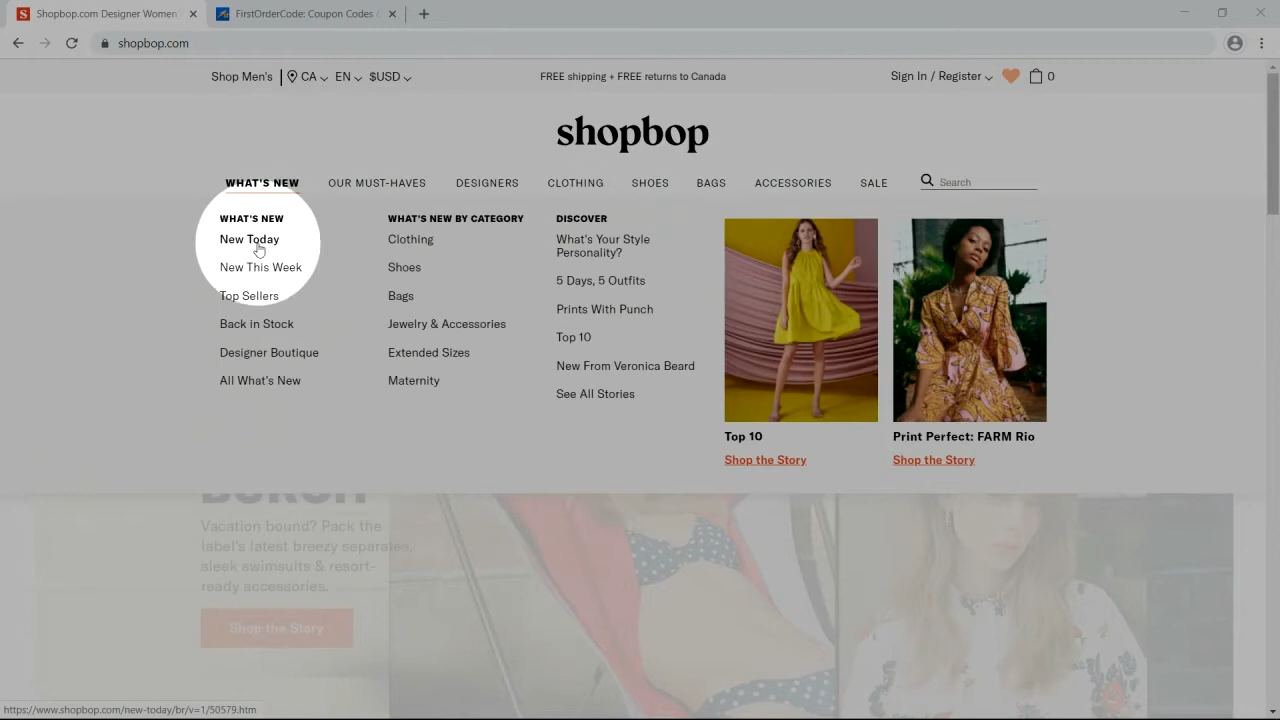 Shopbop.com Designer Women'
FirstOrderCode: Coupon Codes
shopbop.com
Shop Men's
CA
EN
$USD
FREE shipping + FREE returns to Canada
Sign In / Register
0
shopbop
WHAT'S NEW
OUR MUST-HAVES
DESIGNERS
CLOTHING
SHOES
BAGS
ACCESSORIES
SALE
Search
WHAT'S NEW
New Today
New This Week
Top Sellers
Back in Stock
Designer Boutique
All What's New
WHAT'S NEW BY CATEGORY
Clothing
Shoes
Bags
Jewelry & Accessories
Extended Sizes
Maternity
DISCOVER
What's Your Style
Personality?
5 Days, 5 Outfits
Prints With Punch
Top 10
New From Veronica Beard
See All Stories
Top 10
Shop the Story
Print Perfect: FARM Rio
Shop the Story
BURCH
Vacation bound? Pack the
label's latest breezy separates,
sleek swimsuits & resort-
ready accessories.
Shop the Story
https://www.shopbop.com/new-today/br/v=1/50579.htm